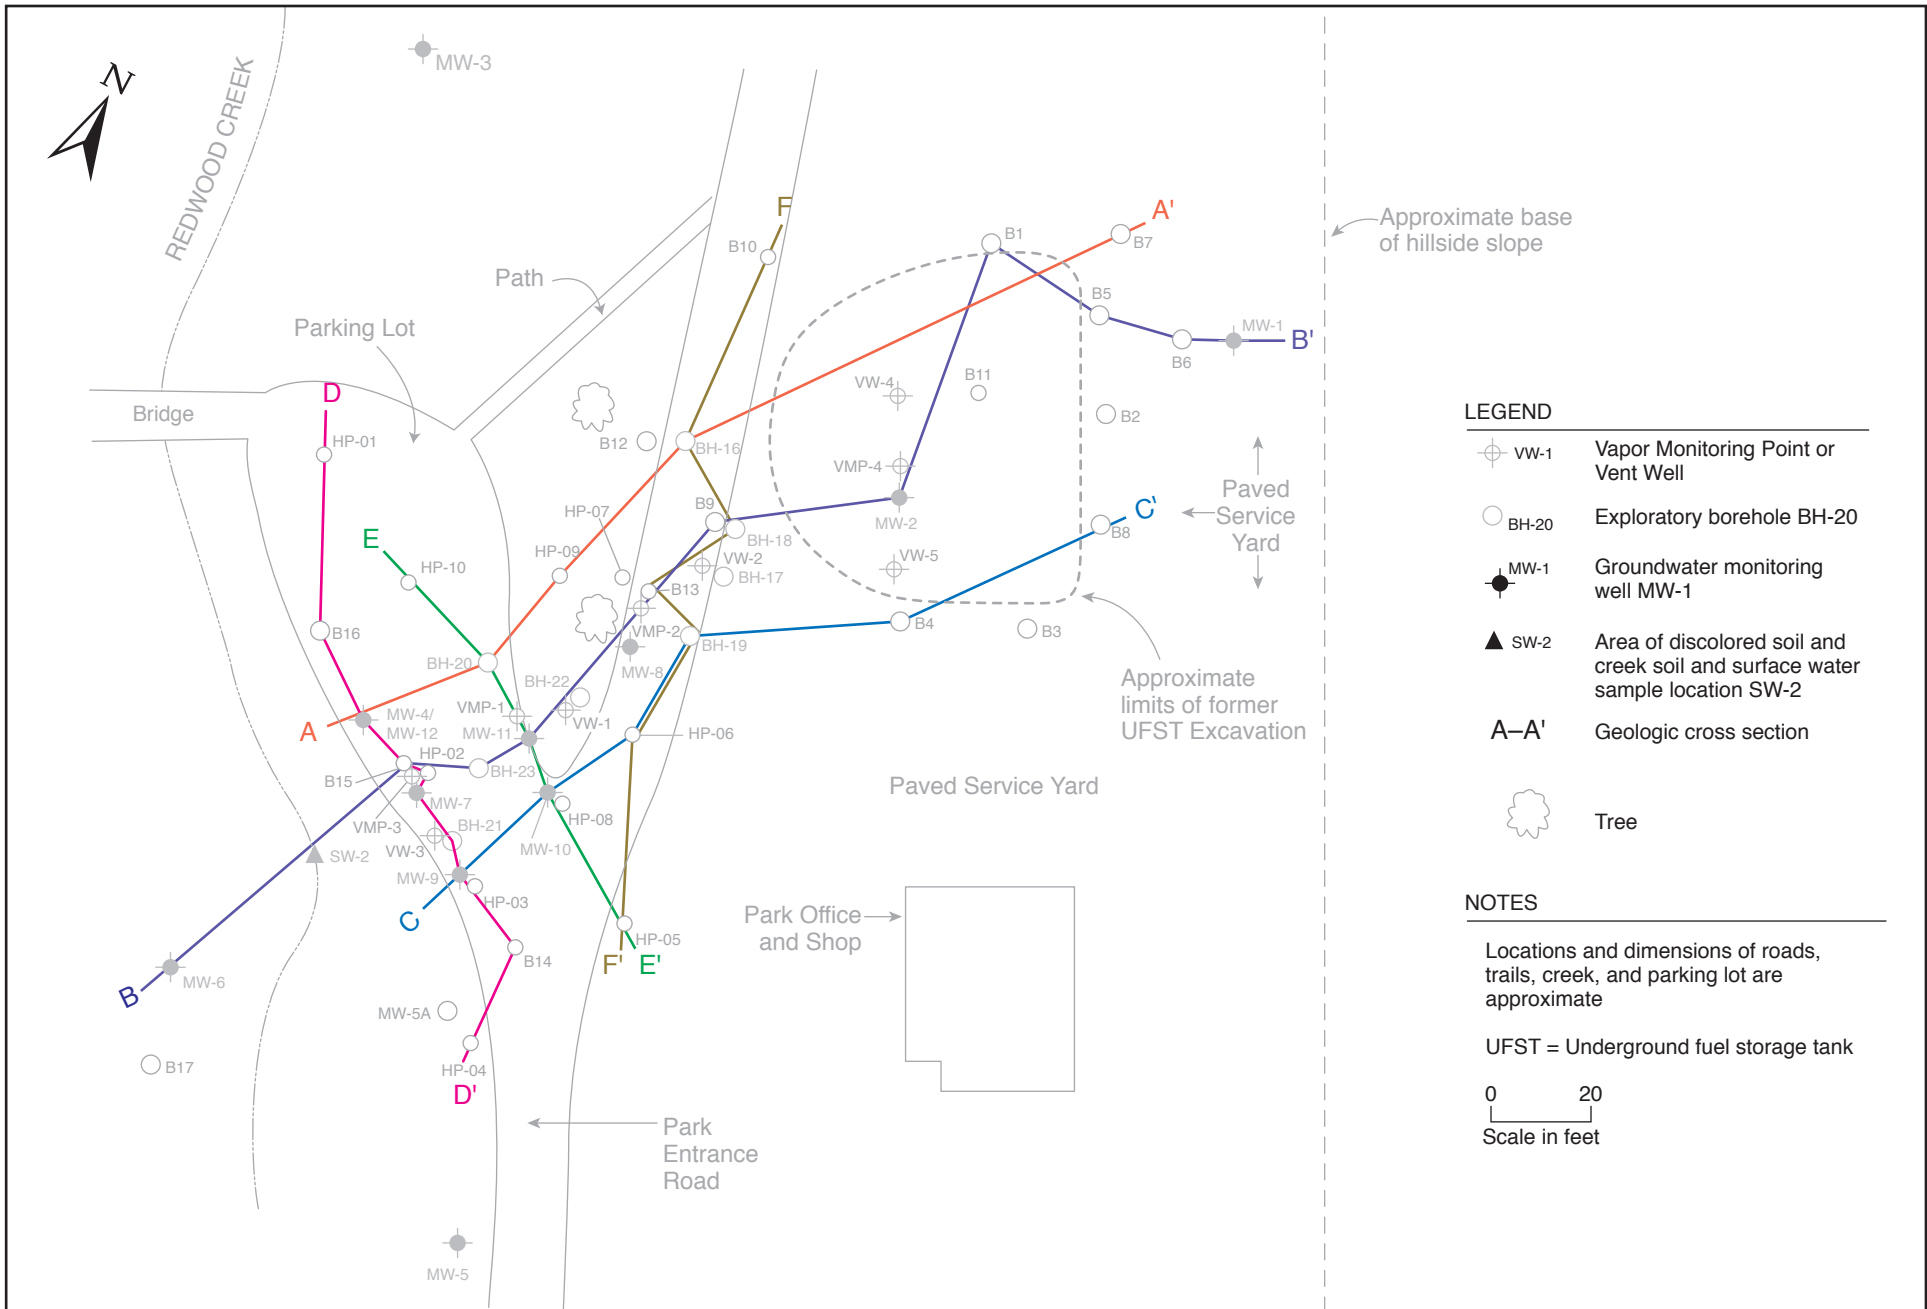 N
REDWOOD CREEK
MW-3
F
A'
B10
B7
B1
Approximate base
of hillside slope
Path
Parking Lot
B5
MW-1
B'
B6
D
Bridge
VW-4
B11
B2
HP-01
B12
BH-16
VMP-4
Paved
Service
Yard
C'
B9
MW-2
B8
HP-07
BH-18
E
HP-09
VW-2
VW-5
HP-10
BH-17
B13
B16
VMP-2
BH-19
B4
B3
BH-20
MW-8
BH-22
Approximate
limits of former
UFST Excavation
VMP-1
VW-1
A
MW-4/
MW-12
MW-11
HP-06
HP-02
BH-23
B15
MW-7
HP-08
Paved Service Yard
VMP-3
BH-21
VW-3
MW-10
SW-2
MW-9
HP-03
C
Park Office
and Shop
HP-05
F'
E'
B14
MW-6
B
MW-5A
B17
HP-04
D'
Park
Entrance
Road
MW-5
LEGEND
VW-1
Vapor Monitoring Point or
Vent Well
BH-20
Exploratory borehole BH-20
MW-1
Groundwater monitoring
well MW-1
SW-2
Area of discolored soil and
creek soil and surface water
sample location SW-2
A–A'
Geologic cross section
Tree
NOTES
Locations and dimensions of roads,
trails, creek, and parking lot are
approximate
UFST = Underground fuel storage tank
0 20
Scale in feet